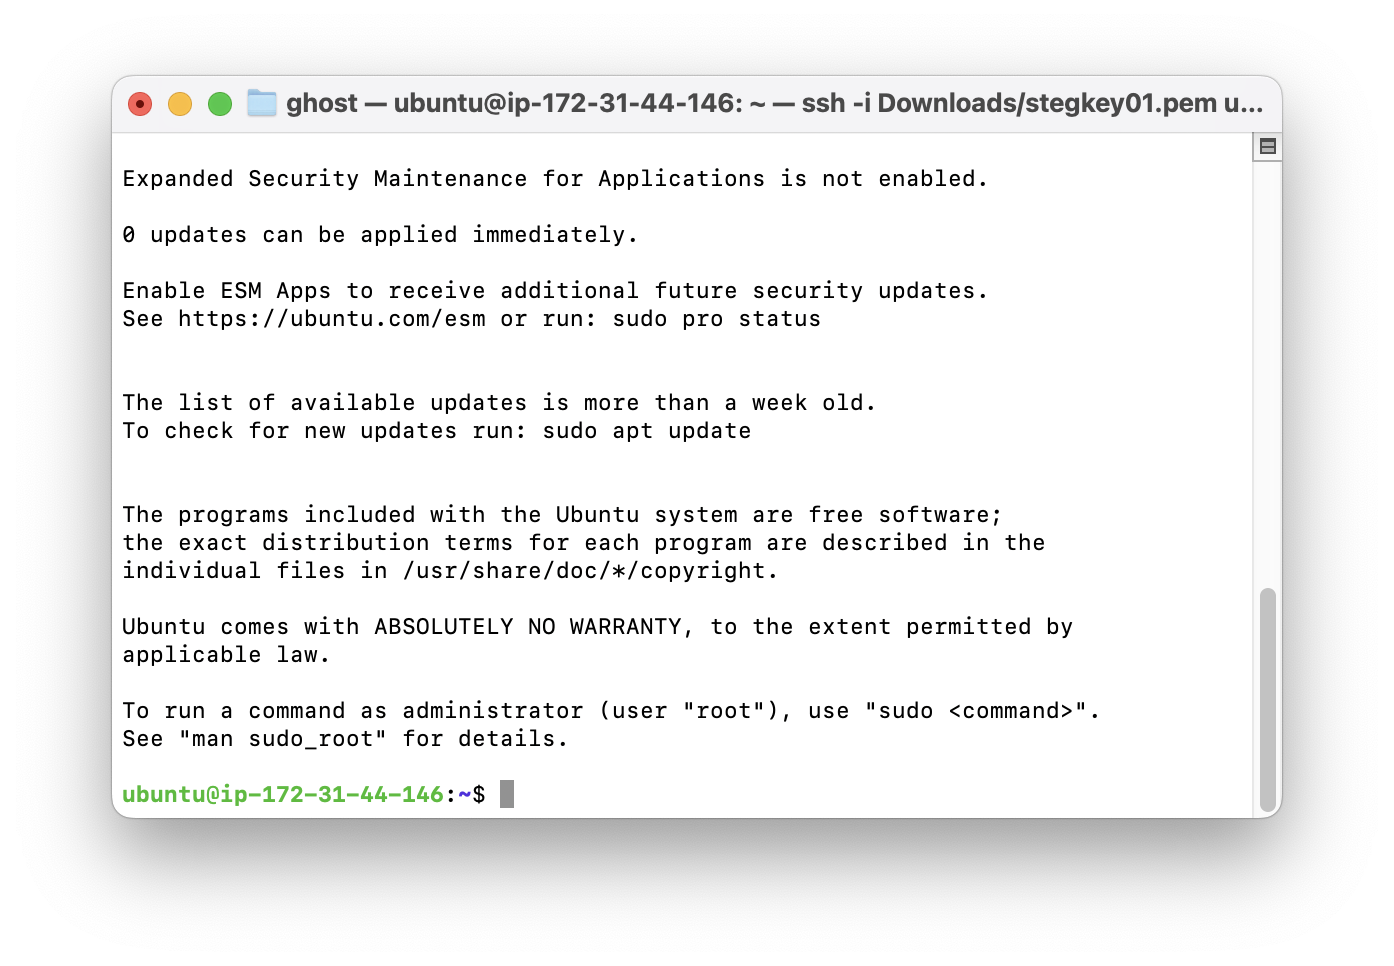 ghost — ubuntu@ip-172-31-44-146: ~ — ssh -i Downloads/stegkey01.pem u...
Expanded Security Maintenance for Applications is not enabled.
0 updates can be applied immediately.
Enable ESM Apps to receive additional future security updates.
See https://ubuntu.com/esm or run: sudo pro status
The list of available updates is more than a week old.
To check for new updates run: sudo apt update
The programs included with the Ubuntu system are free software;
the exact distribution terms for each program are described in the
individual files in /usr/share/doc/*/copyright.
Ubuntu comes with ABSOLUTELY NO WARRANTY, to the extent permitted by
applicable law.
To run a command as administrator (user "root"), use "sudo <command>".
See "man sudo_root" for details.
ubuntu@ip-172-31-44-146:~$